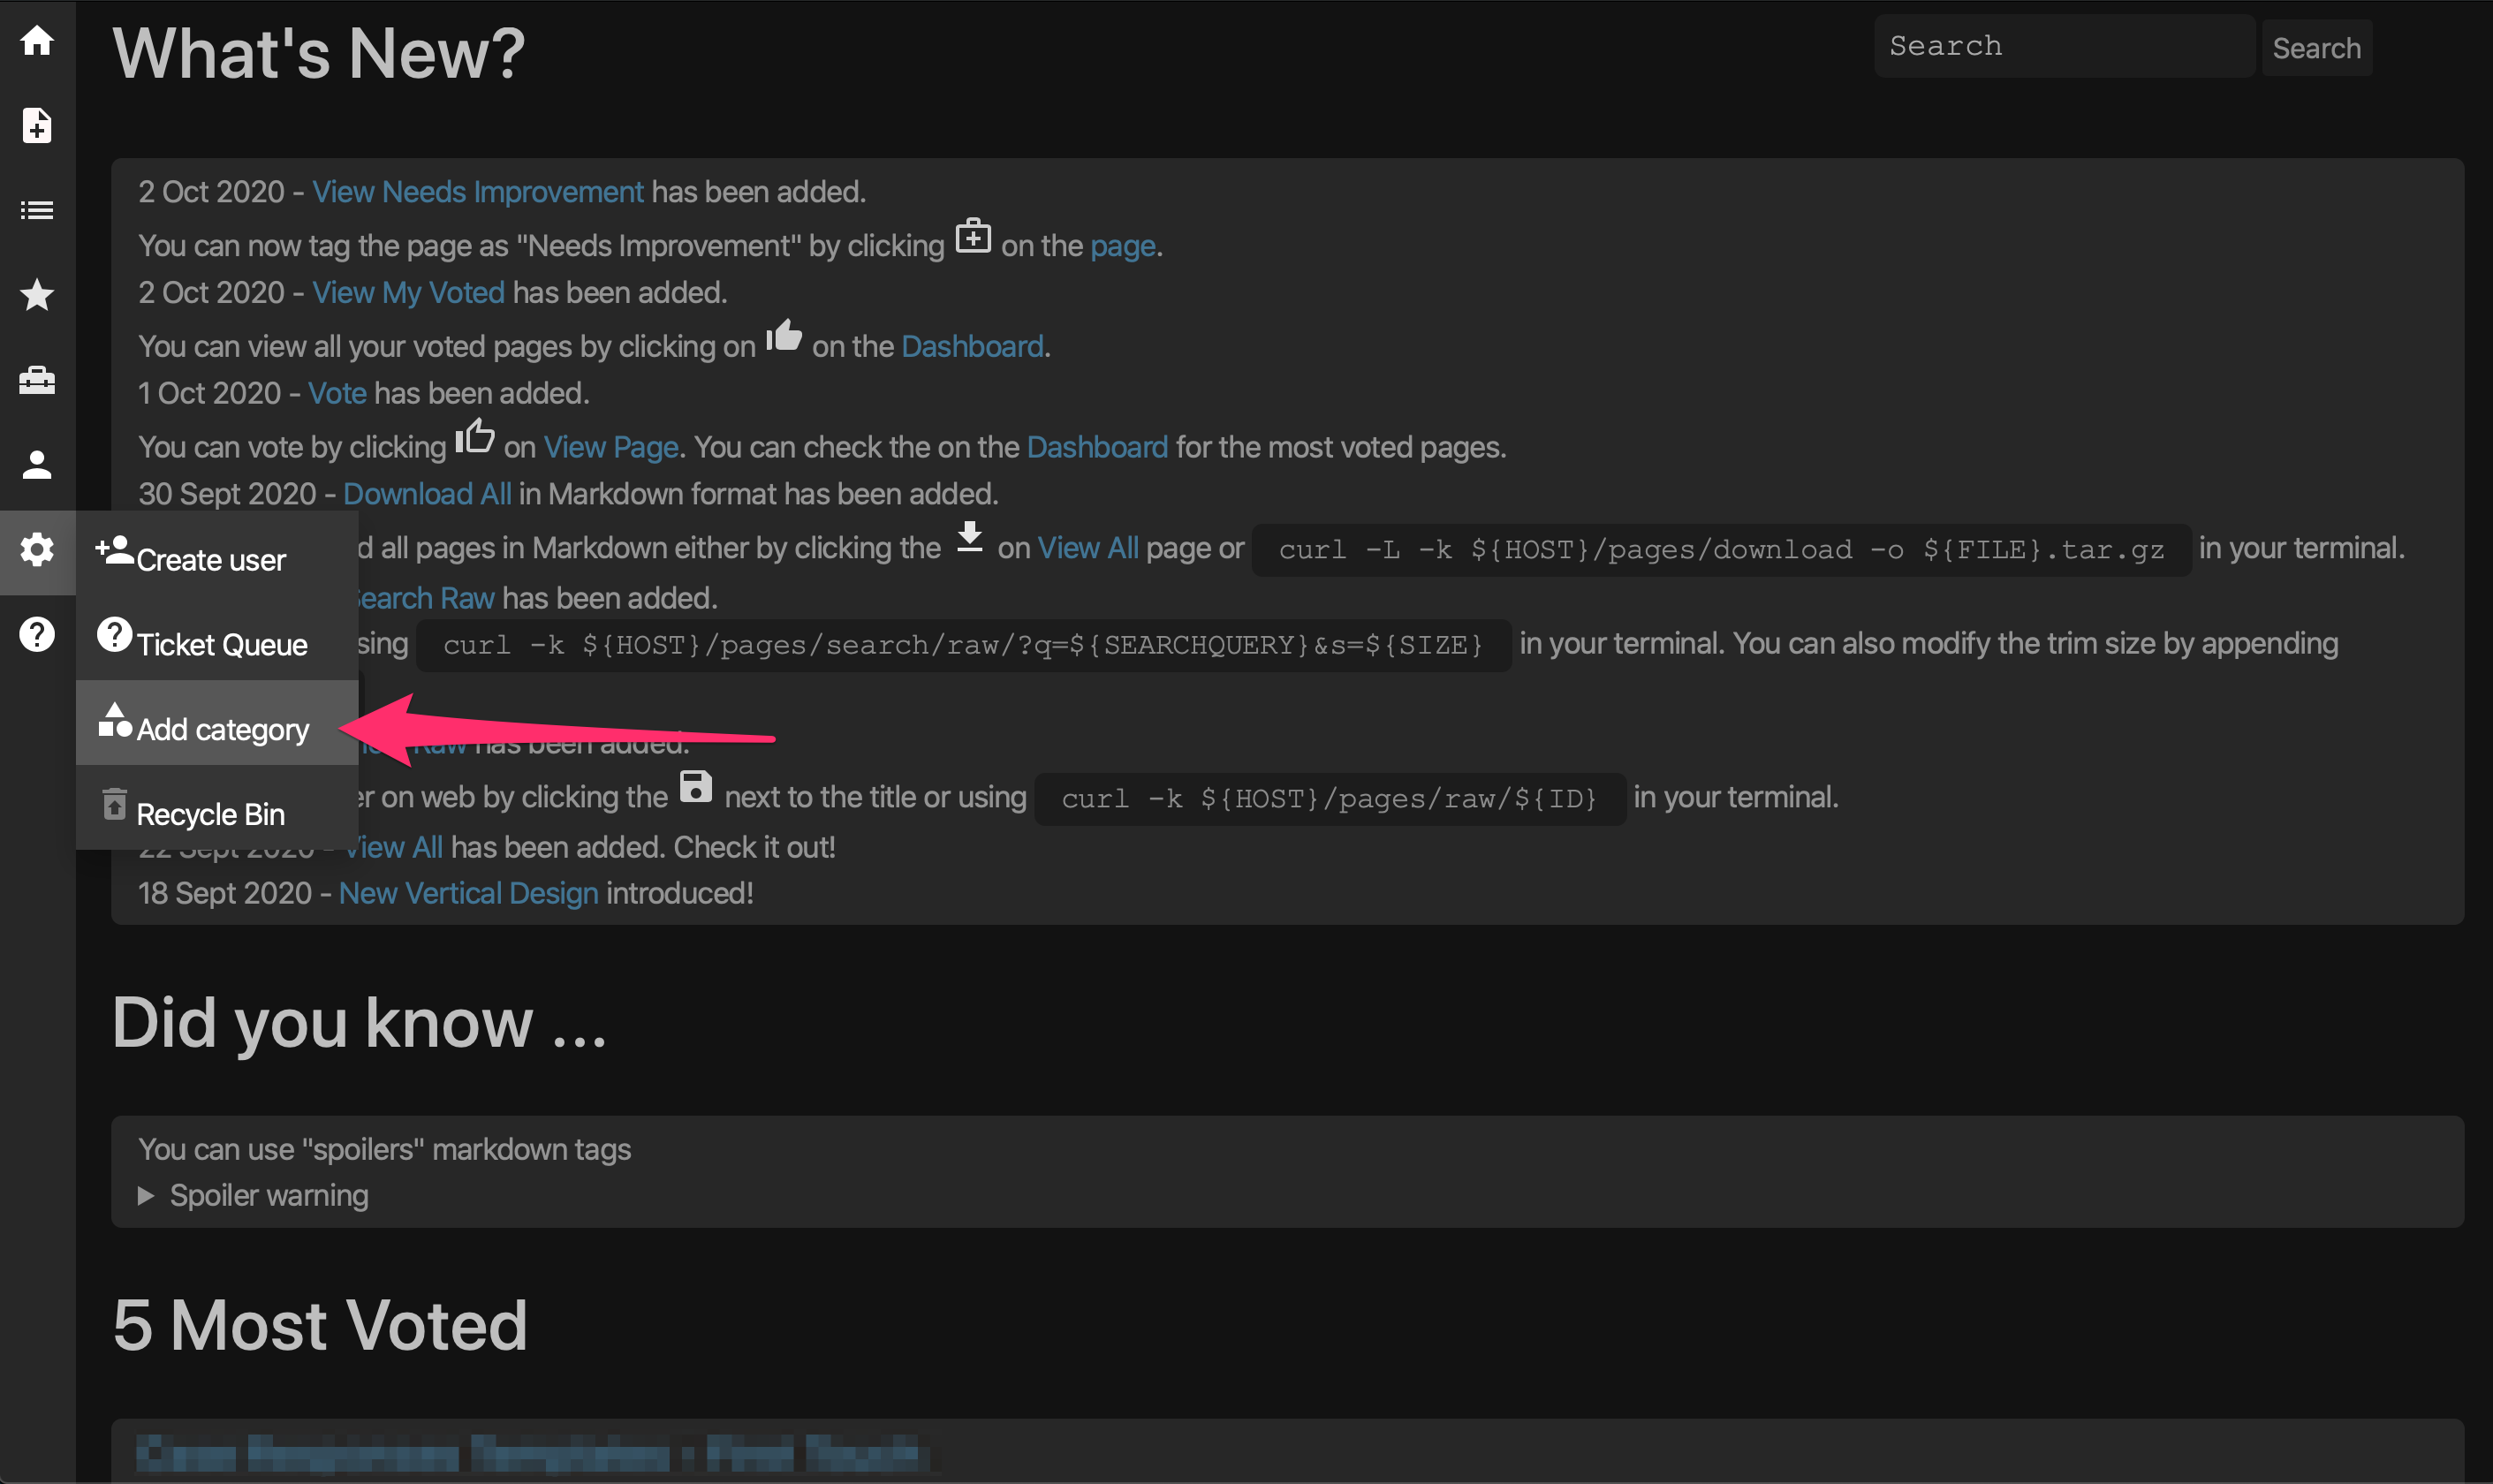 What's New?
Search
Search
2 Oct 2020 - View Needs Improvement has been added.
You can now tag the page as "Needs Improvement" by clicking on the page.
2 Oct 2020 - View My Voted has been added.
You can view all your voted pages by clicking on on the Dashboard.
1 Oct 2020 - Vote has been added.
You can vote by clicking on View Page. You can check the on the Dashboard for the most voted pages.
30 Sept 2020 - Download All in Markdown format has been added.
Create user
all pages in Markdown either by clicking the on View All page or curl -L -k ${HOST}/pages/download -o ${FILE}.tar.gz in your terminal.
Search Raw has been added.
Ticket Queue
curl -k ${HOST}/pages/search/raw/?q=${SEARCHQUERY}&s=${SIZE} in your terminal. You can also modify the trim size by appending
Add category
Raw has been added.
on web by clicking the next to the title or using curl -k ${HOST}/pages/raw/${ID} in your terminal.
Recycle Bin
22 Sept 2020 - View All has been added. Check it out!
18 Sept 2020 - New Vertical Design introduced!
Did you know ...
You can use "spoilers" markdown tags
Spoiler warning
5 Most Voted